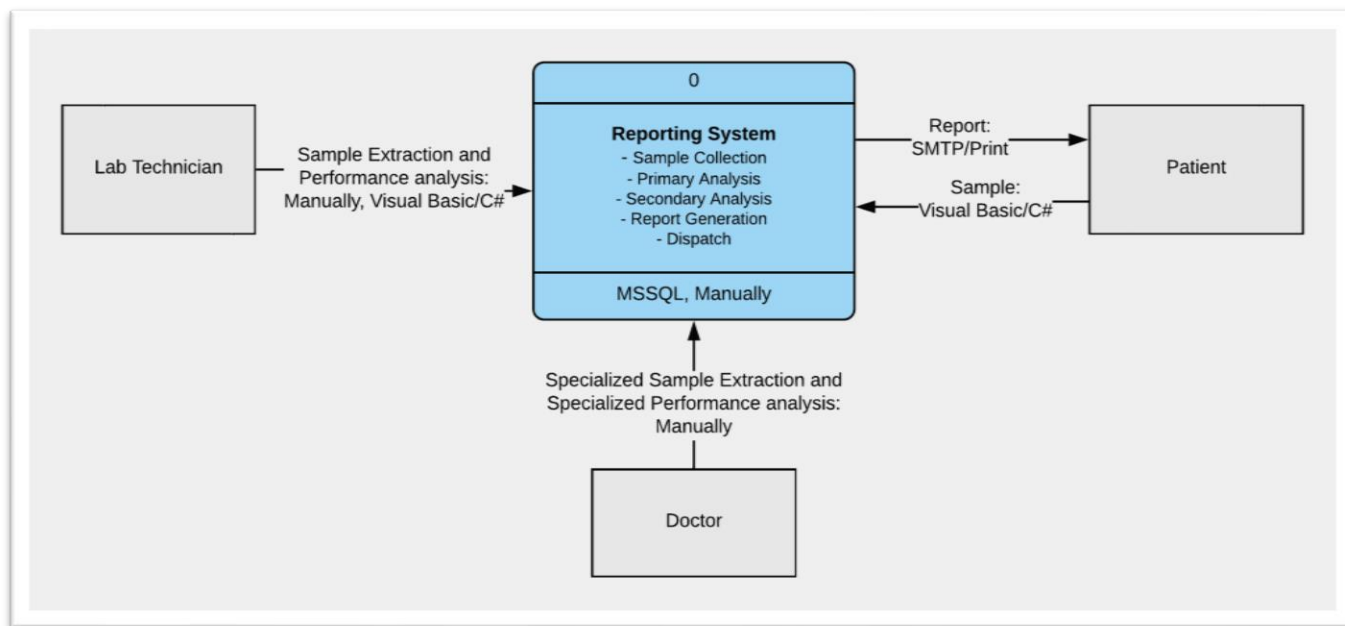 0
Reporting System
- Sample Collection
- Primary Analysis
- Secondary Analysis
- Report Generation
- Dispatch
MSSQL, Manually
Lab Technician
Sample Extraction and
Performance analysis:
Manually, Visual Basic/C#
Report:
SMTP/Print
Sample:
Visual Basic/C#
Patient
Specialized Sample Extraction and
Specialized Performance analysis:
Manually
Doctor